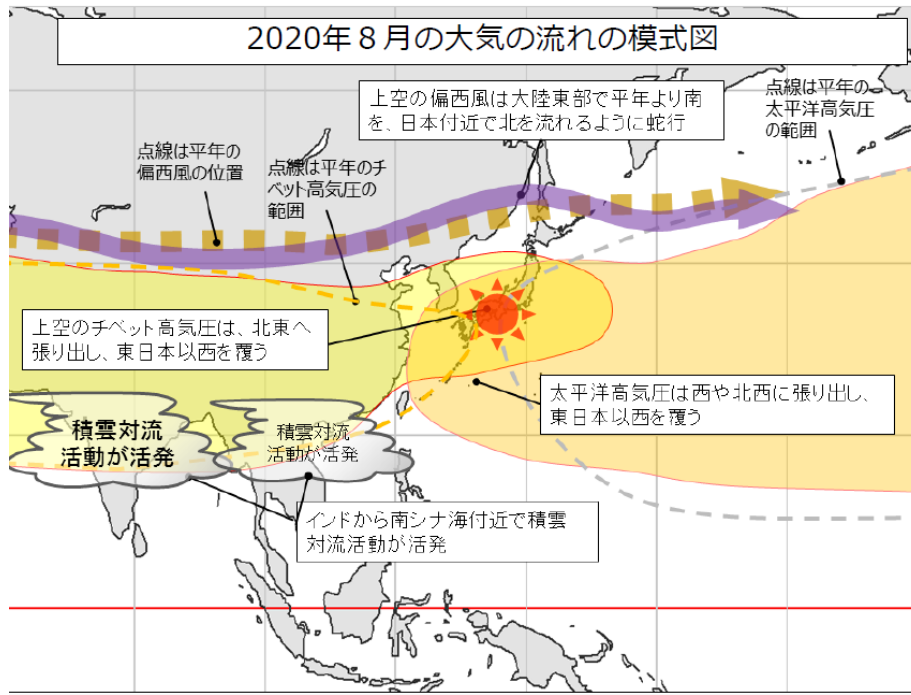 2020年８月の大気の流れの模式図
上空の偏西風は大陸東部で平年より南
を、日本付近で北を流れるように蛇行
点線は平年の
太平洋高気圧
の範囲
点線は平年の
偏西風の位置
点線は平年のチ
ベット高気圧の
範囲
上空のチベット高気圧は、北東へ
張り出し、東日本以西を覆う
太平洋高気圧は西や北西に張り出し、
東日本以西を覆う
積雲対流
活動が活発
積雲対流
活動が活発
インドから南シナ海付近で積雲
対流活動が活発